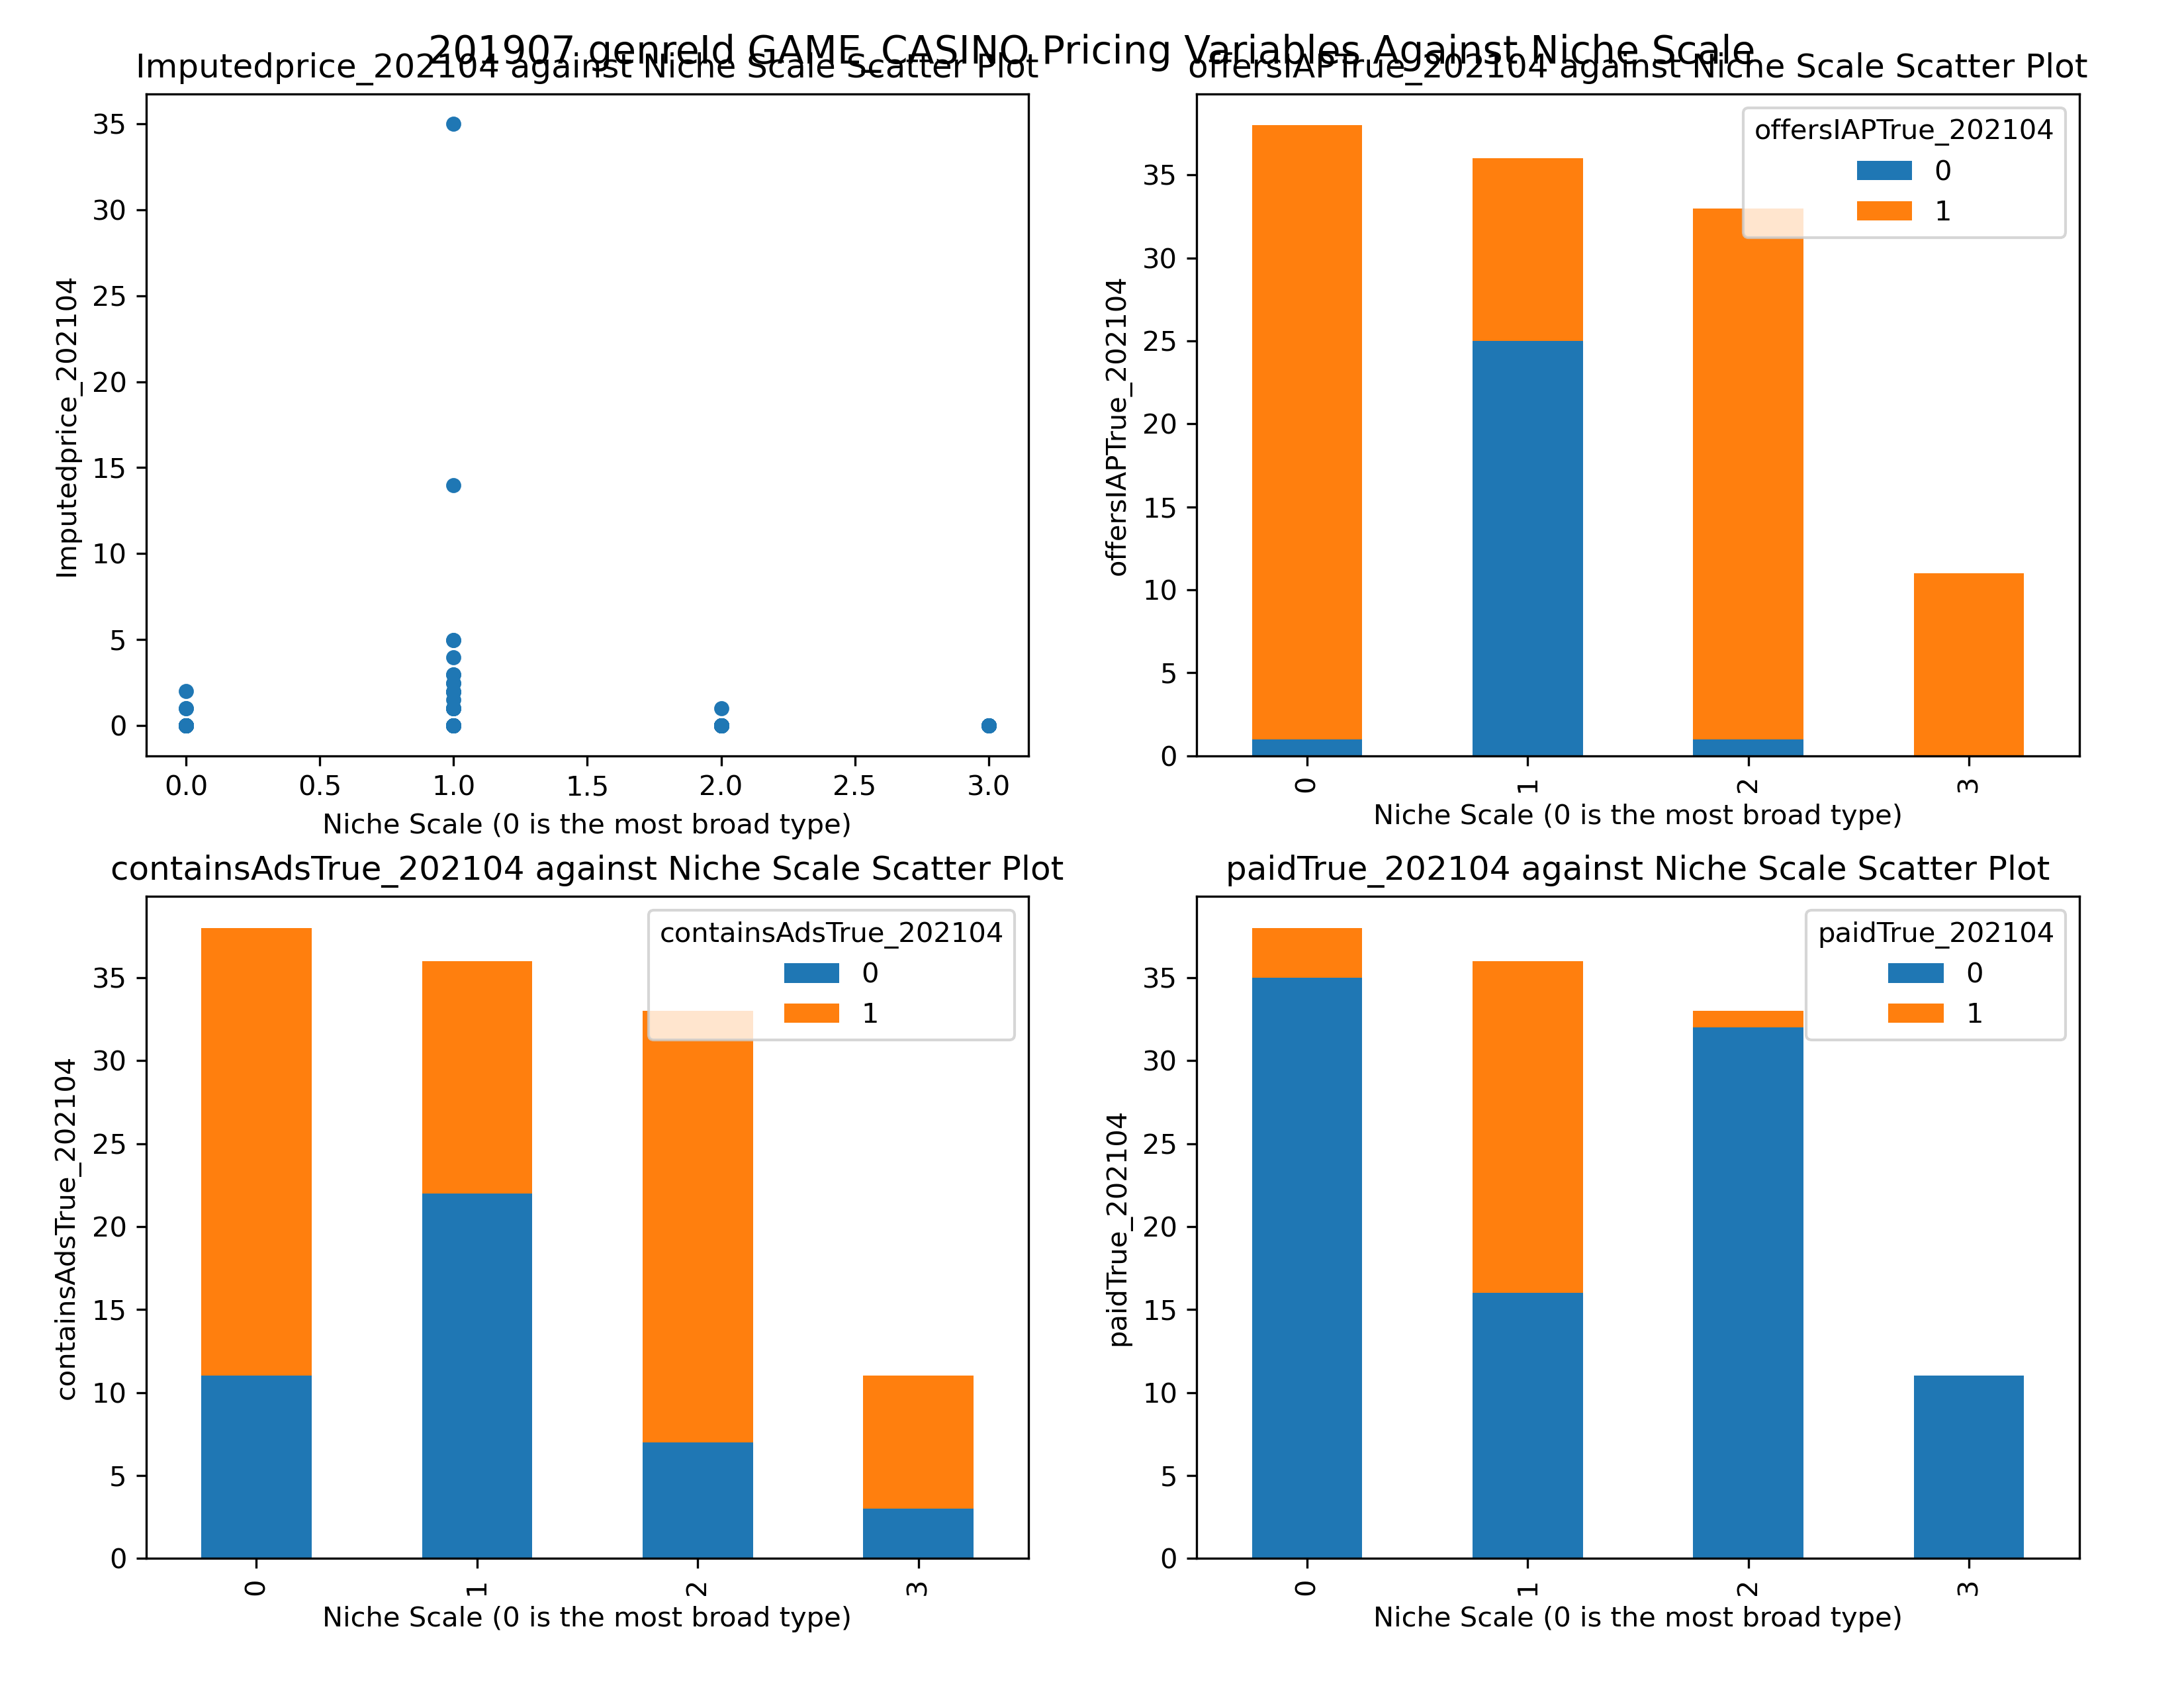 201907 genreId GAME_CASINO Pricing Variables Against Niche Scale
Imputedprice_202104 against Niche Scale Scatter Plot
Imputedprice_202104
35
30
25
20
15
10
5
0
0.0 0.5 1.0 1.5 2.0 2.5 3.0
Niche Scale (0 is the most broad type)
offersIAPTrue_202104 against Niche Scale Scatter Plot
offersIAPTrue_202104
35
30
25
20
15
10
5
0
offersIAPTrue_202104
0
1
0 1 2 3
Niche Scale (0 is the most broad type)
containsAdsTrue_202104 against Niche Scale Scatter Plot
containsAdsTrue_202104
35
30
25
20
15
10
5
0
containsAdsTrue_202104
0
1
0 1 2 3
Niche Scale (0 is the most broad type)
paidTrue_202104 against Niche Scale Scatter Plot
paidTrue_202104
35
30
25
20
15
10
5
0
paidTrue_202104
0
1
0 1 2 3
Niche Scale (0 is the most broad type)